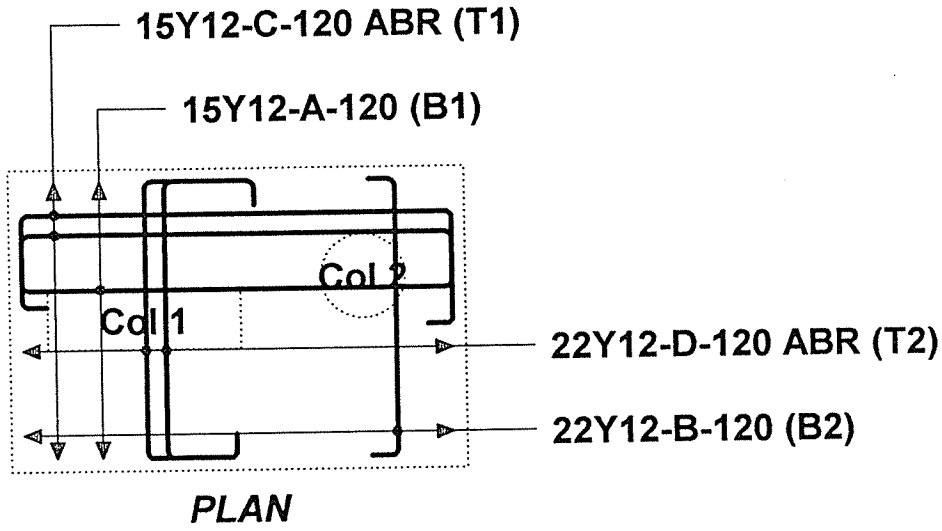 15Y12-C-120 ABR (T1)
15Y12-A-120 (B1)
Col 2
Col 1
22Y12-D-120 ABR (T2)
22Y12-B-120 (B2)
PLAN